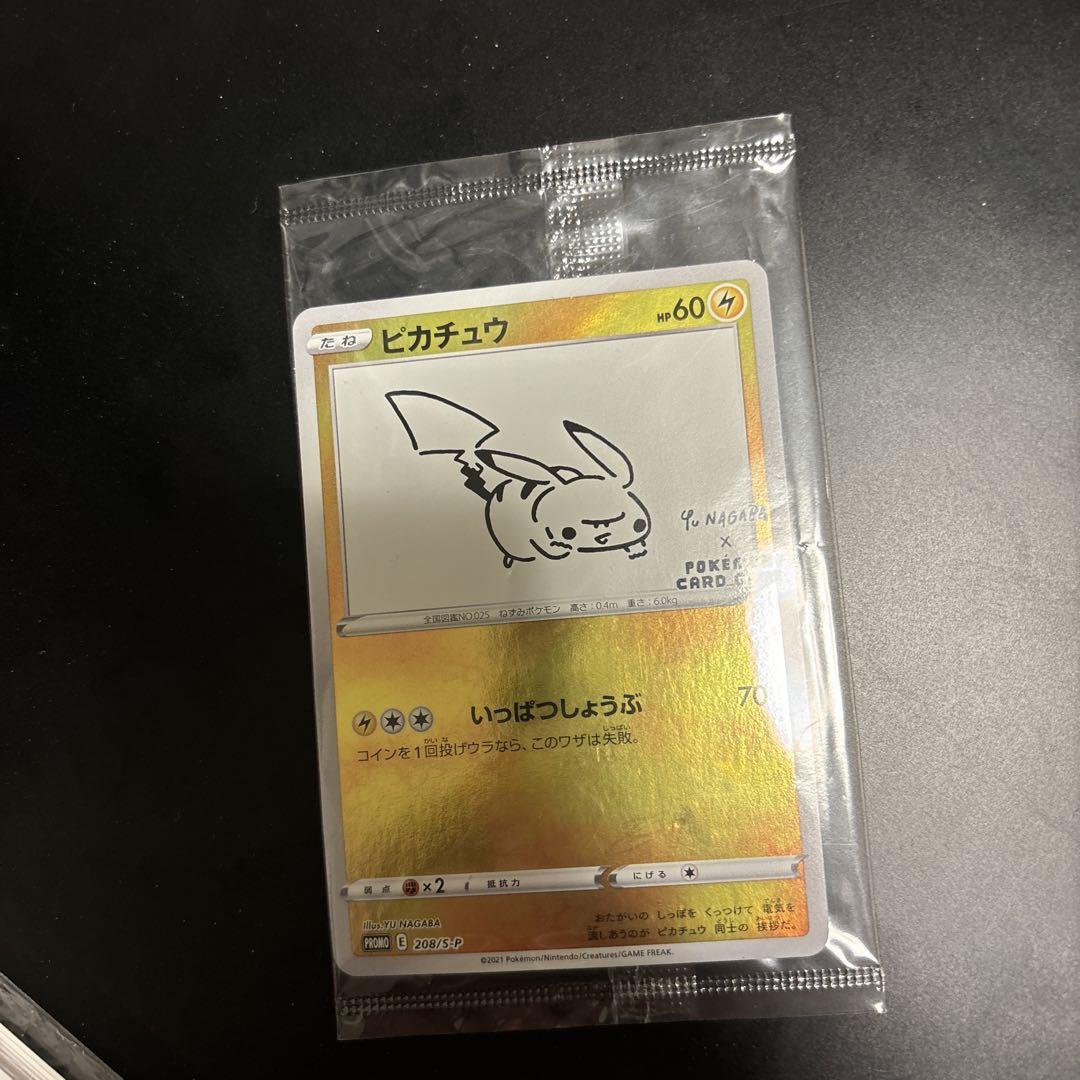 たね ピカチュウ HP60
Yu NAGABA
×
POKÉM
CARD G
全国図鑑NO.025 ねずみポケモン 高さ:0.4m 重さ:6.0kg
いっぱつしょうぶ 70
コインを1回投げウラなら、このワザは失敗。
弱点 ×2 抵抗力 にげる
Illus.YU NAGABA
おたがいの しっぽを くっつけて 電気を
流しあうのが ピカチュウ 同士の 挨拶だ。
PROMO E 208/S-P
©2021 Pokémon/Nintendo/Creatures/GAME FREAK.